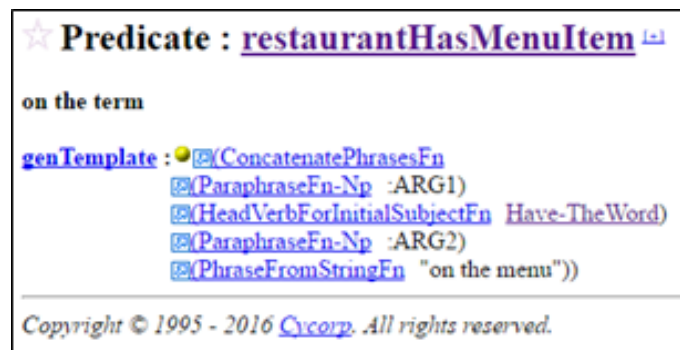 Predicate : restaurantHasMenuItem [+]
on the term
genTemplate : (ConcatenatePhrasesFn
(ParaphraseFn-Np :ARG1)
(HeadVerbForInitialSubjectFn Have-TheWord)
(ParaphraseFn-Np :ARG2)
(PhraseFromStringFn "on the menu"))
Copyright © 1995 - 2016 Cycorp. All rights reserved.